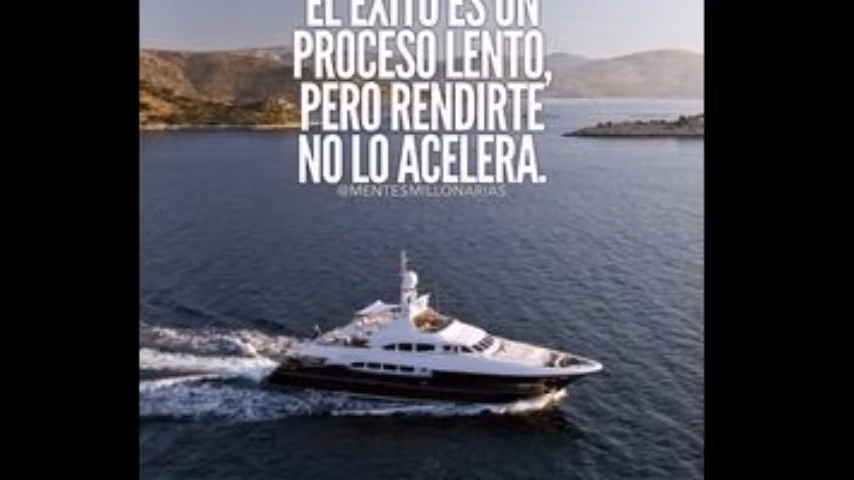 EL ÉXITO ES UN
PROCESO LENTO,
PERO RENDIRTE
NO LO ACELERA.
@MENTESMILLONARIAS